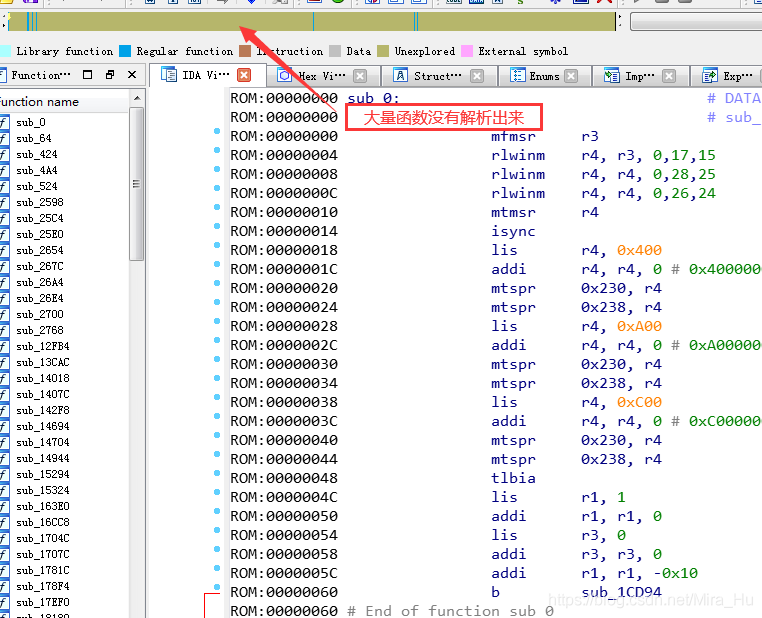 Library function Regular function Instruction Data Unexplored External symbol
Function··· IDA Vi··· Hex Vi··· Struct··· Enums Imp··· Exp···
unction name
sub_0
sub_64
sub_424
sub_4A4
sub_524
sub_2598
sub_25C4
sub_25E0
sub_2654
sub_267C
sub_26A4
sub_26E4
sub_2700
sub_2768
sub_12FB4
sub_13CAC
sub_14018
sub_1407C
sub_142F8
sub_14694
sub_14704
sub_14944
sub_15294
sub_15324
sub_163E0
sub_16CC8
sub_1704C
sub_1707C
sub_1781C
sub_178F4
sub_17EF0
sub_18180
大量函数没有解析出来
ROM:00000000 sub_0: # DATA
ROM:00000000 # sub_
ROM:00000000 mfmsr r3
ROM:00000004 rlwinm r4, r3, 0,17,15
ROM:00000008 rlwinm r4, r4, 0,28,25
ROM:0000000C rlwinm r4, r4, 0,26,24
ROM:00000010 mtmsr r4
ROM:00000014 isync
ROM:00000018 lis r4, 0x400
ROM:0000001C addi r4, r4, 0 # 0x400000
ROM:00000020 mtspr 0x230, r4
ROM:00000024 mtspr 0x238, r4
ROM:00000028 lis r4, 0xA00
ROM:0000002C addi r4, r4, 0 # 0xA00000
ROM:00000030 mtspr 0x230, r4
ROM:00000034 mtspr 0x238, r4
ROM:00000038 lis r4, 0xC00
ROM:0000003C addi r4, r4, 0 # 0xC00000
ROM:00000040 mtspr 0x230, r4
ROM:00000044 mtspr 0x238, r4
ROM:00000048 tlbia
ROM:0000004C lis r1, 1
ROM:00000050 addi r1, r1, 0
ROM:00000054 lis r3, 0
ROM:00000058 addi r3, r3, 0
ROM:0000005C addi r1, r1, -0x10
ROM:00000060 b sub_1CD94
ROM:00000060 # End of function sub_0
https://blog.csdn.net/Mira_Hu